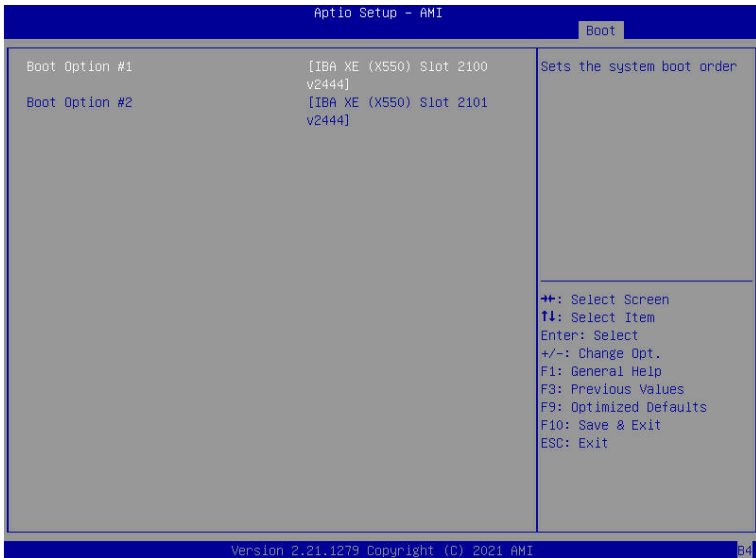 Aptio Setup - AMI
Boot
Boot Option #1 [IBA XE (X550) Slot 2100
v2444]
Boot Option #2 [IBA XE (X550) Slot 2101
v2444]
Sets the system boot order
→←: Select Screen
↑↓: Select Item
Enter: Select
+/-: Change Opt.
F1: General Help
F3: Previous Values
F9: Optimized Defaults
F10: Save & Exit
ESC: Exit
Version 2.21.1279 Copyright (C) 2021 AMI
B4